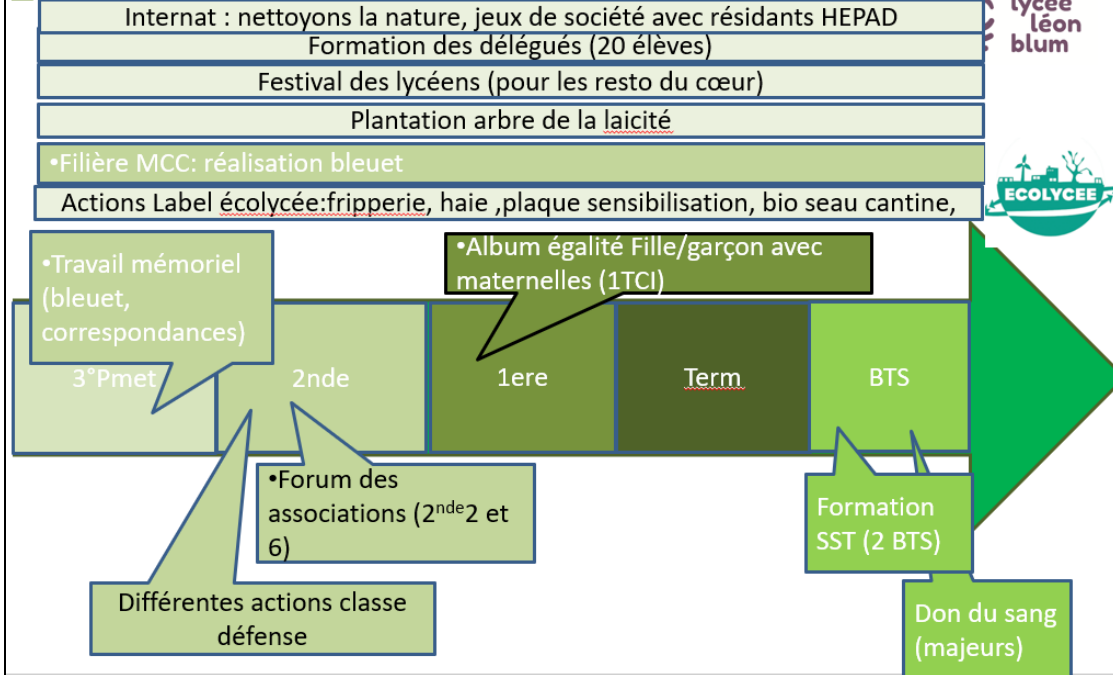 Internat : nettoyons la nature, jeux de société avec résidants HEPAD
lycée
léon
blum
Formation des délégués (20 élèves)
Festival des lycéens (pour les resto du cœur)
Plantation arbre de la laicité
•Filière MCC: réalisation bleuet
Actions Label écolycée:fripperie, haie ,plaque sensibilisation, bio seau cantine,
ECOLYCEE
•Travail mémoriel
(bleuet,
correspondances)
•Album égalité Fille/garçon avec
maternelles (1TCI)
3°Pmet
2nde
1ere
Term
BTS
•Forum des
associations (2nde2 et
6)
Formation
SST (2 BTS)
Différentes actions classe
défense
Don du sang
(majeurs)